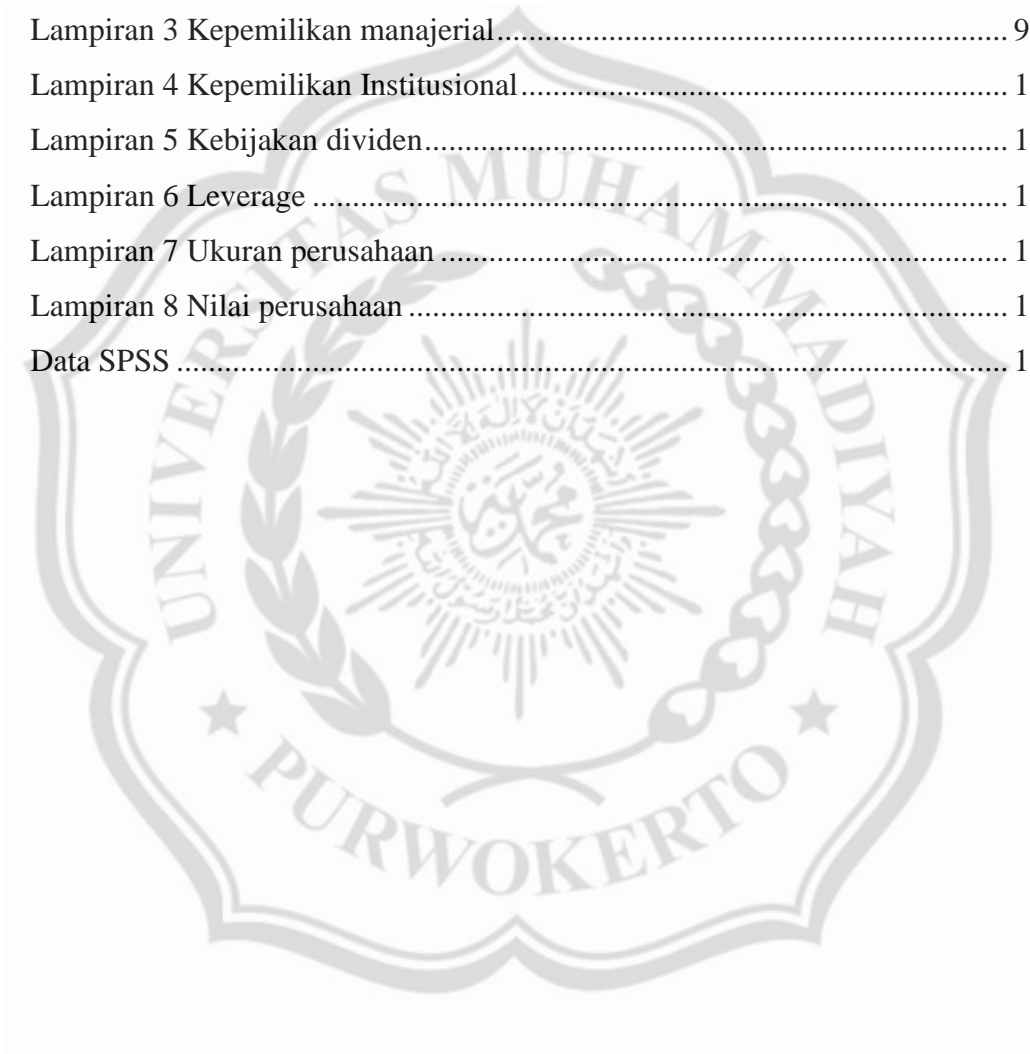 Lampiran 3 Kepemilikan manajerial................................................................ 9
Lampiran 4 Kepemilikan Institusional............................................................. 1
Lampiran 5 Kebijakan dividen......................................................................... 1
Lampiran 6 Leverage ....................................................................................... 1
Lampiran 7 Ukuran perusahaan ....................................................................... 1
Lampiran 8 Nilai perusahaan ........................................................................... 1
Data SPSS ........................................................................................................ 1
UNIVERSITAS MUHAMMADIYAH
PURWOKERTO